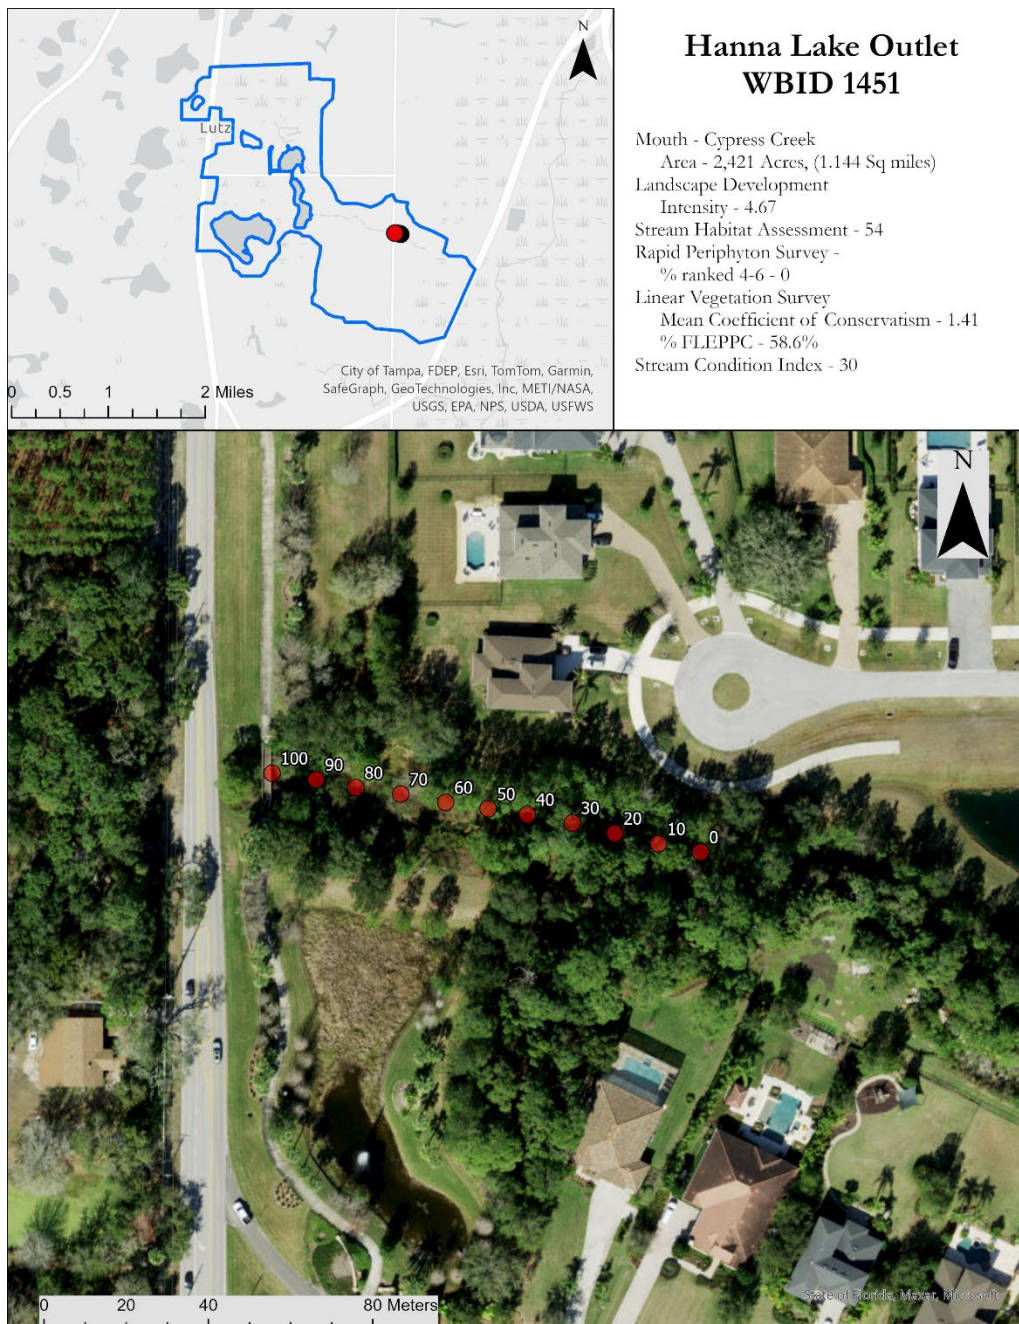 Hanna Lake Outlet
WBID 1451
Mouth - Cypress Creek
Area - 2,421 Acres, (1.144 Sq miles)
Landscape Development
Intensity - 4.67
Stream Habitat Assessment - 54
Rapid Periphyton Survey -
% ranked 4-6 - 0
Linear Vegetation Survey
Mean Coefficient of Conservatism - 1.41
% FLEPPC - 58.6%
Stream Condition Index - 30
N
Lutz
City of Tampa, FDEP, Esri, TomTom, Garmin,
SafeGraph, GeoTechnologies, Inc, METI/NASA,
USGS, EPA, NPS, USDA, USFWS
0 0.5 1 2 Miles
N
100 90 80 70 60 50 40 30 20 10 0
State of Florida, Maxar, Microsoft
0 20 40 80 Meters